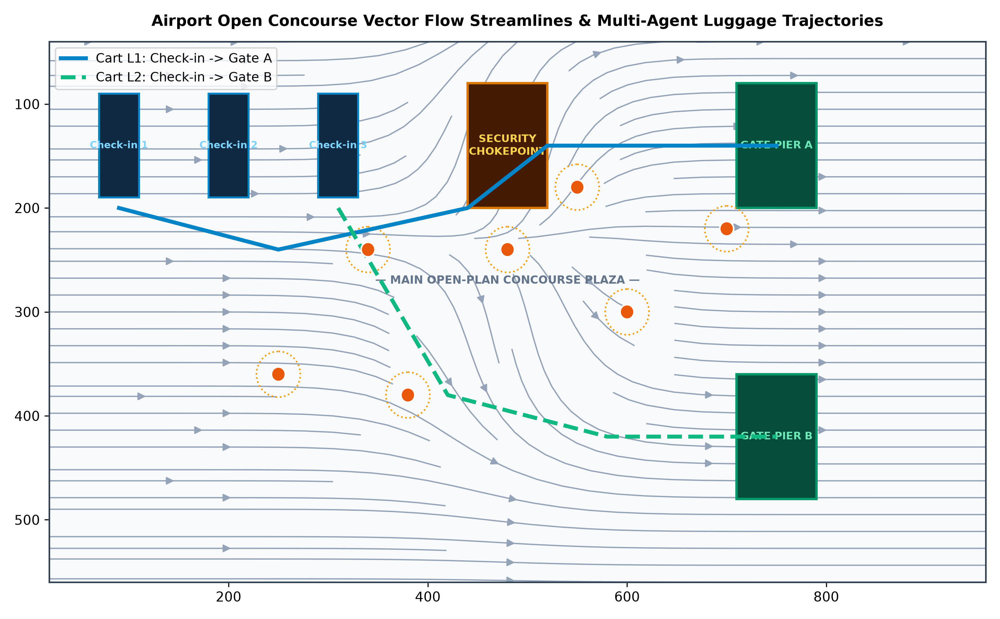 Airport Open Concourse Vector Flow Streamlines & Multi-Agent Luggage Trajectories
Cart L1: Check-in -> Gate A
Cart L2: Check-in -> Gate B
100
200
300
400
500
Check-in 1
Check-in 2
Check-in 3
SECURITY
CHOKEPOINT
GATE PIER A
— MAIN OPEN-PLAN CONCOURSE PLAZA —
GATE PIER B
200
400
600
800